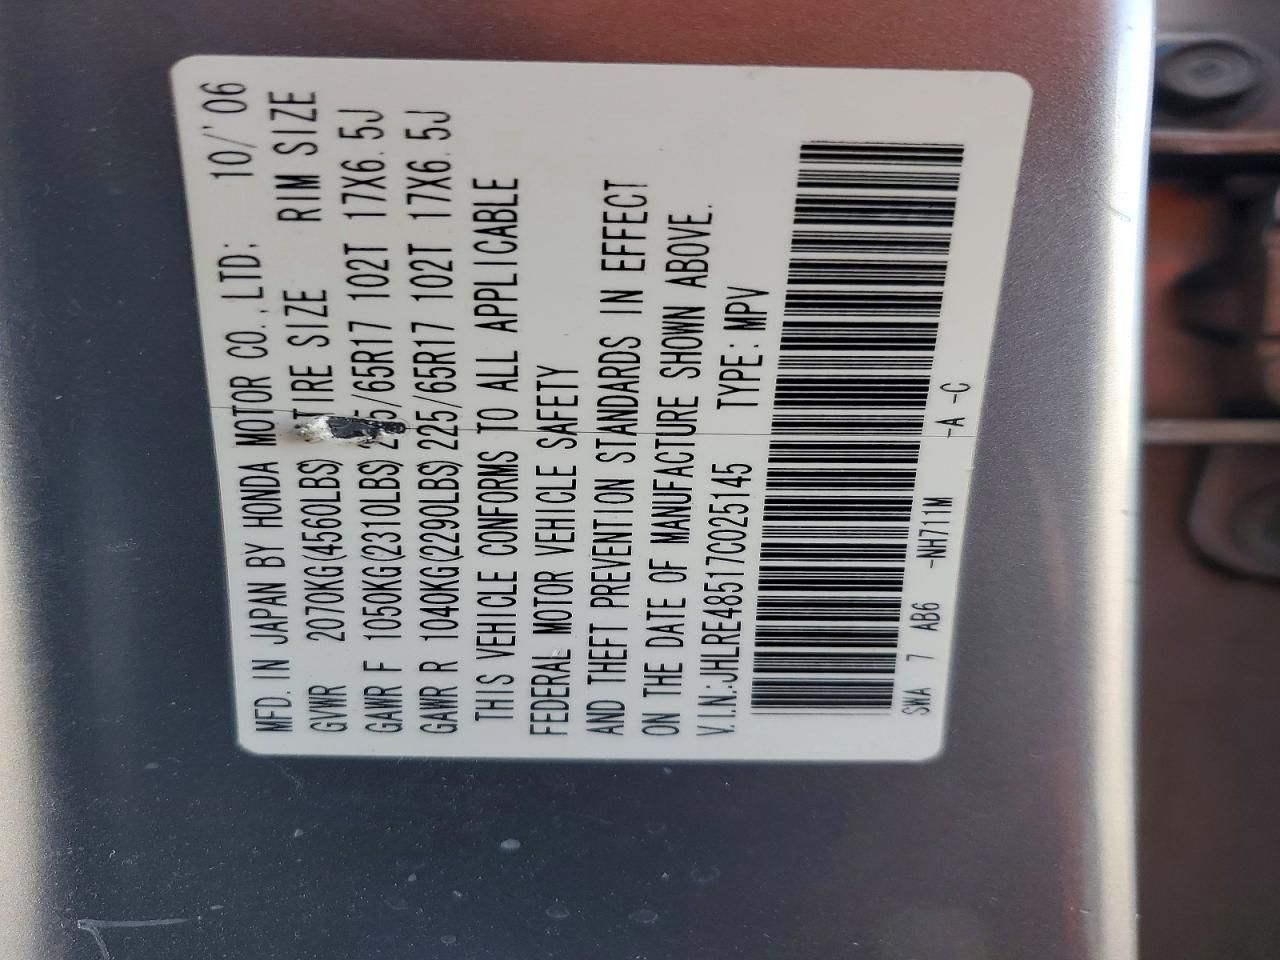 MFD. IN JAPAN BY HONDA MOTOR CO., LTD: 10/'06
GVWR 2070KG(4560LBS) TIRE SIZE RIM SIZE
GAWR F 1050KG(2310LBS) 225/65R17 102T 17X6.5J
GAWR R 1040KG(2290LBS) 225/65R17 102T 17X6.5J
THIS VEHICLE CONFORMS TO ALL APPLICABLE
FEDERAL MOTOR VEHICLE SAFETY
AND THEFT PREVENTION STANDARDS IN EFFECT
ON THE DATE OF MANUFACTURE SHOWN ABOVE.
V.I.N.:JHLRE48517C025145 TYPE: MPV
SWA 7 AB6 -NH711M -A -C